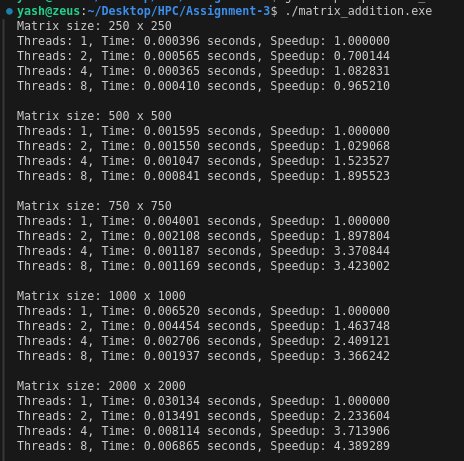 yash@zeus:~/Desktop/HPC/Assignment-3$ ./matrix_addition.exe
Matrix size: 250 x 250
Threads: 1, Time: 0.000396 seconds, Speedup: 1.000000
Threads: 2, Time: 0.000565 seconds, Speedup: 0.700144
Threads: 4, Time: 0.000365 seconds, Speedup: 1.082831
Threads: 8, Time: 0.000410 seconds, Speedup: 0.965210

Matrix size: 500 x 500
Threads: 1, Time: 0.001595 seconds, Speedup: 1.000000
Threads: 2, Time: 0.001550 seconds, Speedup: 1.029068
Threads: 4, Time: 0.001047 seconds, Speedup: 1.523527
Threads: 8, Time: 0.000841 seconds, Speedup: 1.895523

Matrix size: 750 x 750
Threads: 1, Time: 0.004001 seconds, Speedup: 1.000000
Threads: 2, Time: 0.002108 seconds, Speedup: 1.897804
Threads: 4, Time: 0.001187 seconds, Speedup: 3.370844
Threads: 8, Time: 0.001169 seconds, Speedup: 3.423002

Matrix size: 1000 x 1000
Threads: 1, Time: 0.006520 seconds, Speedup: 1.000000
Threads: 2, Time: 0.004454 seconds, Speedup: 1.463748
Threads: 4, Time: 0.002706 seconds, Speedup: 2.409121
Threads: 8, Time: 0.001937 seconds, Speedup: 3.366242

Matrix size: 2000 x 2000
Threads: 1, Time: 0.030134 seconds, Speedup: 1.000000
Threads: 2, Time: 0.013491 seconds, Speedup: 2.233604
Threads: 4, Time: 0.008114 seconds, Speedup: 3.713906
Threads: 8, Time: 0.006865 seconds, Speedup: 4.389289